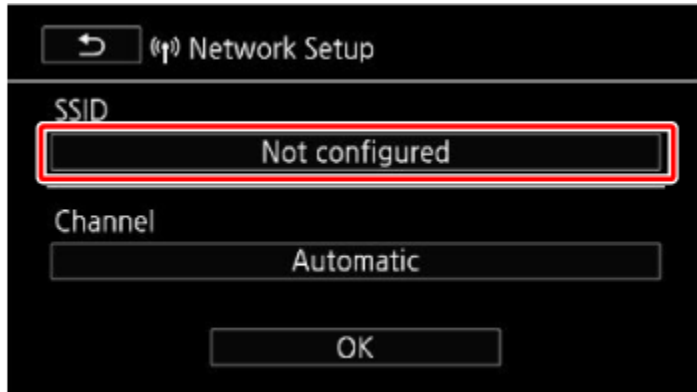 Network Setup
SSID
Not configured
Channel
Automatic
OK